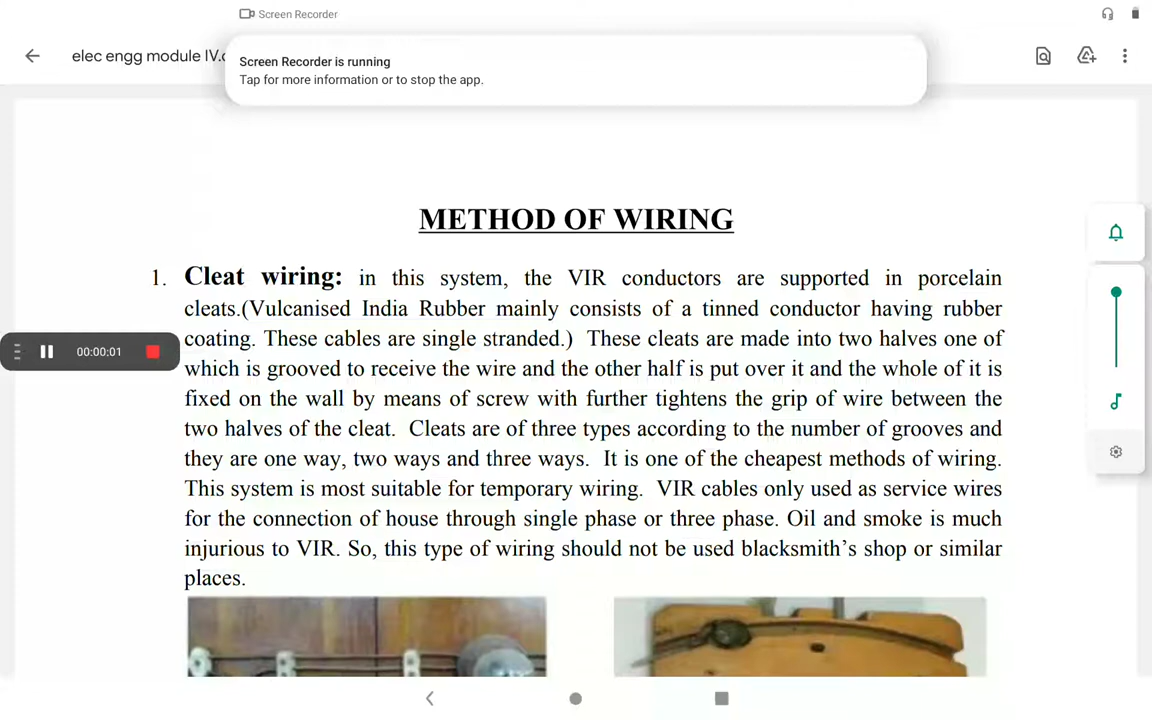 Screen Recorder
elec engg module IV.
Screen Recorder is running
Tap for more information or to stop the app.
METHOD OF WIRING
1. Cleat wiring: in this system, the VIR conductors are supported in porcelain
cleats.(Vulcanised India Rubber mainly consists of a tinned conductor having rubber
coating. These cables are single stranded.) These cleats are made into two halves one of
00:00:01
which is grooved to receive the wire and the other half is put over it and the whole of it is
fixed on the wall by means of screw with further tightens the grip of wire between the
two halves of the cleat. Cleats are of three types according to the number of grooves and
they are one way, two ways and three ways. It is one of the cheapest methods of wiring.
This system is most suitable for temporary wiring. VIR cables only used as service wires
for the connection of house through single phase or three phase. Oil and smoke is much
injurious to VIR. So, this type of wiring should not be used blacksmith’s shop or similar
places.